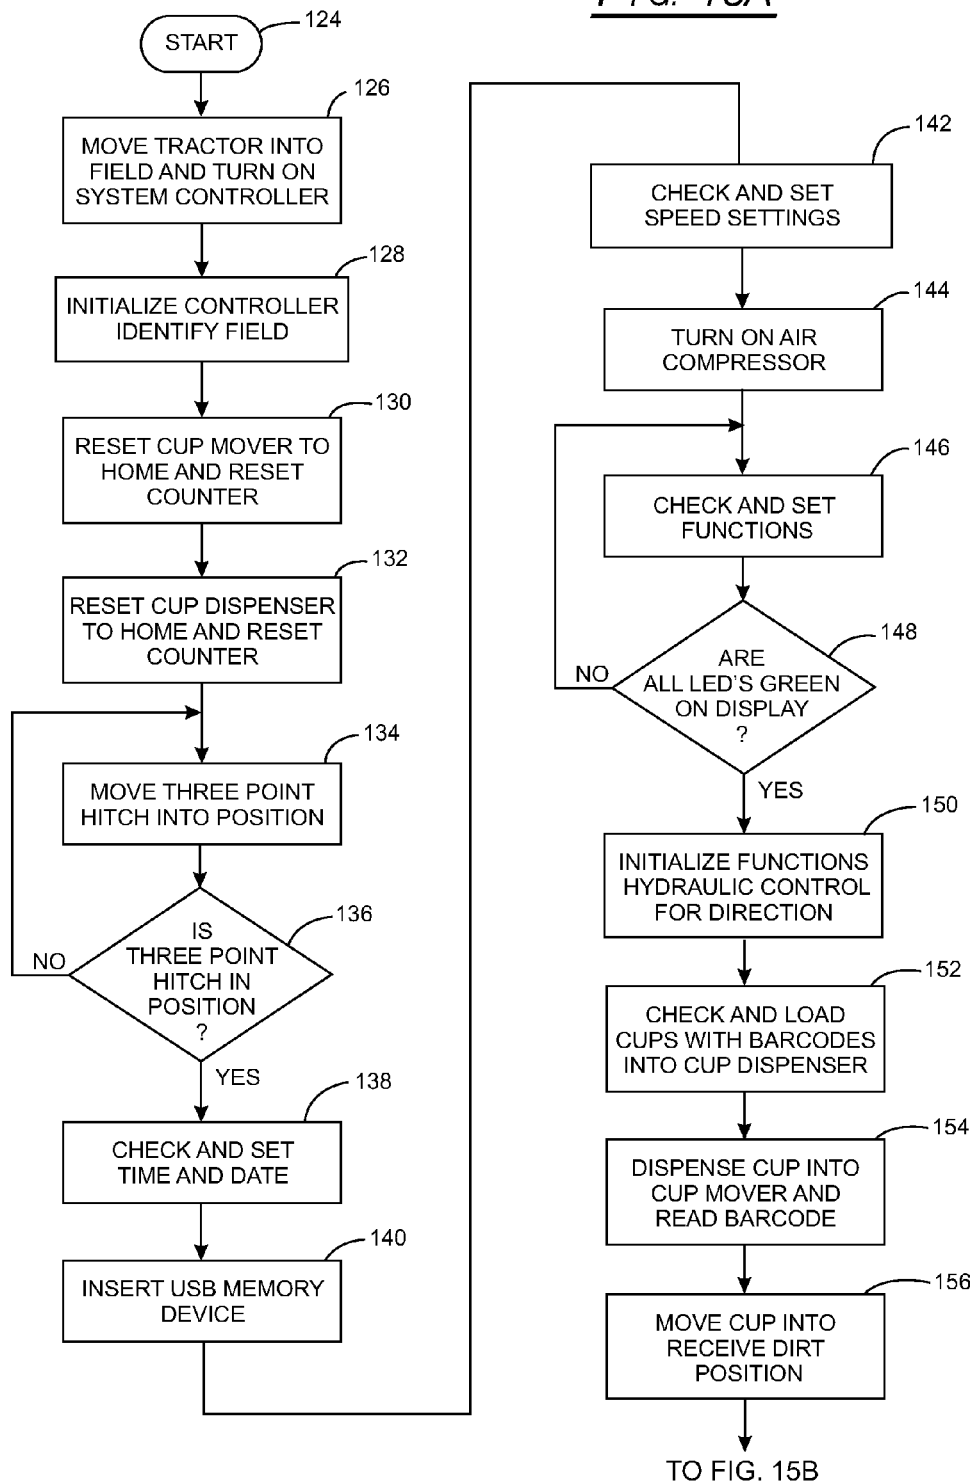 START
124
MOVE TRACTOR INTO
FIELD AND TURN ON
SYSTEM CONTROLLER
126
INITIALIZE CONTROLLER
IDENTIFY FIELD
128
RESET CUP MOVER TO
HOME AND RESET
COUNTER
130
RESET CUP DISPENSER
TO HOME AND RESET
COUNTER
132
MOVE THREE POINT
HITCH INTO POSITION
134
IS
THREE POINT
HITCH IN
POSITION
?
136
NO
YES
CHECK AND SET
TIME AND DATE
138
INSERT USB MEMORY
DEVICE
140
CHECK AND SET
SPEED SETTINGS
142
TURN ON AIR
COMPRESSOR
144
CHECK AND SET
FUNCTIONS
146
ARE
ALL LED'S GREEN
ON DISPLAY
?
148
NO
YES
INITIALIZE FUNCTIONS
HYDRAULIC CONTROL
FOR DIRECTION
150
CHECK AND LOAD
CUPS WITH BARCODES
INTO CUP DISPENSER
152
DISPENSE CUP INTO
CUP MOVER AND
READ BARCODE
154
MOVE CUP INTO
RECEIVE DIRT
POSITION
156
TO FIG. 15B